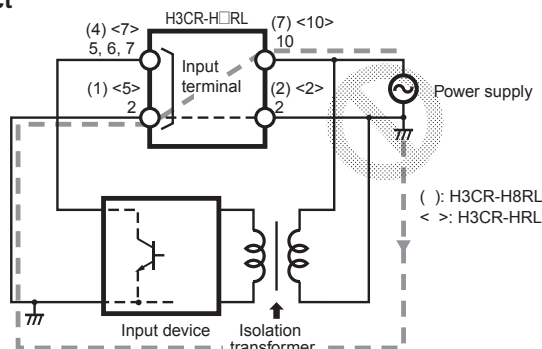 ct
H3CR-H□RL
(4) <7>
5, 6, 7
(7) <10>
10
Input
terminal
(1) <5>
2
(2) <2>
2
Power supply
( ): H3CR-H8RL
< >: H3CR-HRL
Input device
Isolation
transformer